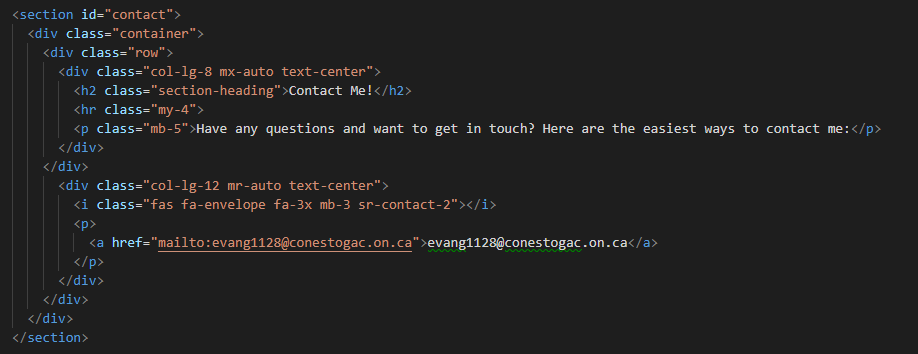 <section id="contact">
<div class="container">
<div class="row">
<div class="col-lg-8 mx-auto text-center">
<h2 class="section-heading">Contact Me!</h2>
<hr class="my-4">
<p class="mb-5">Have any questions and want to get in touch? Here are the easiest ways to contact me:</p>
</div>
</div>
<div class="col-lg-12 mr-auto text-center">
<i class="fas fa-envelope fa-3x mb-3 sr-contact-2"></i>
<p>
<a href="mailto:evang1128@conestogac.on.ca">evang1128@conestogac.on.ca</a>
</p>
</div>
</div>
</div>
</section>